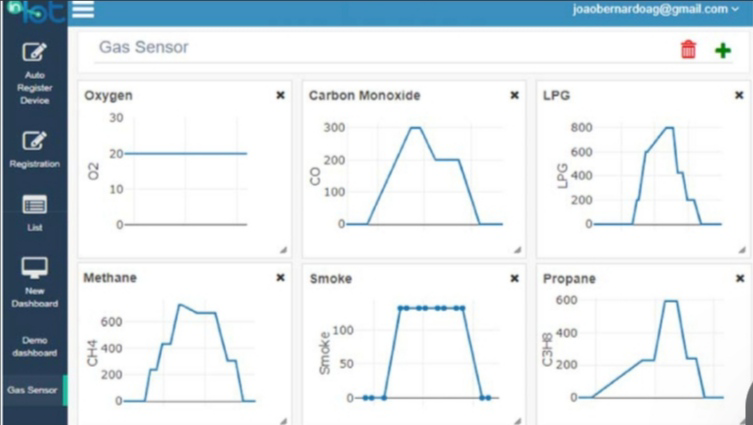 in
IoT
joaobernardoag@gmail.com
Auto
Register
Device
Registration
List
New
Dashboard
Demo
dashboard
Gas Sensor
Gas Sensor
Oxygen
30
20
10
0
O2
Carbon Monoxide
300
200
100
0
CO
LPG
800
600
400
200
0
LPG
Methane
600
400
200
0
CH4
Smoke
100
50
0
Smoke
Propane
600
400
200
0
C3H8